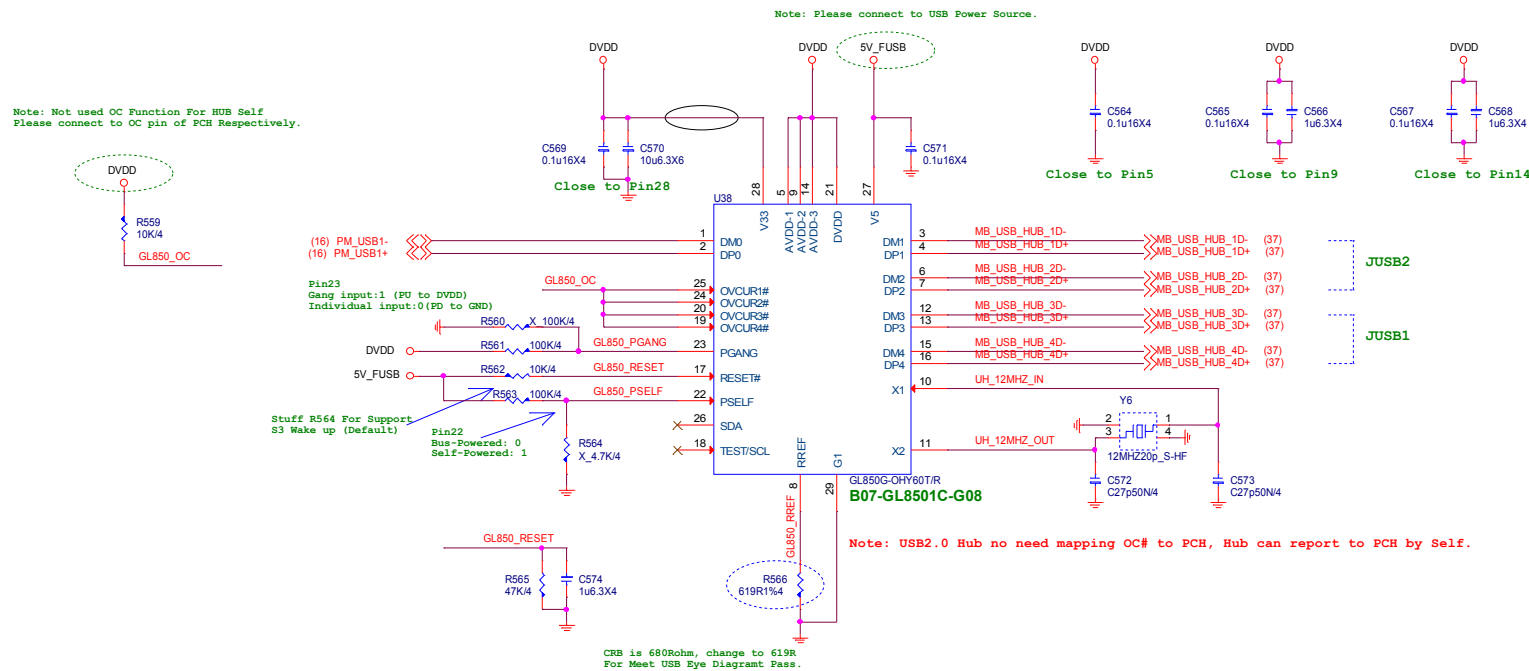 Note: Please connect to USB Power Source.
DVDD
DVDD
5V_FUSB
DVDD
DVDD
DVDD
Note: Not used OC Function For HUB Self
Please connect to OC pin of PCH Respectively.
C569
0.1u16X4
C570
10u6.3X6
C571
0.1u16X4
C564
0.1u16X4
C565
0.1u16X4
C566
1u6.3X4
C567
0.1u16X4
C568
1u6.3X4
Close to Pin28
Close to Pin5
Close to Pin9
Close to Pin14
DVDD
R559
10K/4
GL850_OC
U38
28
5
9
14
21
27
V33
AVDD-1
AVDD-2
AVDD-3
DVDD
V5
(16) PM_USB1-
(16) PM_USB1+
1
2
DM0
DP0
DM1
DP1
3
4
MB_USB_HUB_1D-
MB_USB_HUB_1D+
MB_USB_HUB_1D- (37)
MB_USB_HUB_1D+ (37)
DM2
DP2
6
7
MB_USB_HUB_2D-
MB_USB_HUB_2D+
MB_USB_HUB_2D- (37)
MB_USB_HUB_2D+ (37)
JUSB2
DM3
DP3
12
13
MB_USB_HUB_3D-
MB_USB_HUB_3D+
MB_USB_HUB_3D- (37)
MB_USB_HUB_3D+ (37)
DM4
DP4
15
16
MB_USB_HUB_4D-
MB_USB_HUB_4D+
MB_USB_HUB_4D- (37)
MB_USB_HUB_4D+ (37)
JUSB1
GL850_OC
25
24
20
19
OVCUR1#
OVCUR2#
OVCUR3#
OVCUR4#
Pin23
Gang input:1 (PU to DVDD)
Individual input:0(PD to GND)
R560
X_100K/4
DVDD
R561
100K/4
GL850_PGANG
23
PGANG
5V_FUSB
R562
10K/4
GL850_RESET
17
RESET#
R563
100K/4
GL850_PSELF
22
PSELF
26
SDA
18
TEST/SCL
Stuff R564 For Support
S3 Wake up (Default)
Pin22
Bus-Powered: 0
Self-Powered: 1
R564
X_4.7K/4
X1
10
UH_12MHZ_IN
X2
11
UH_12MHZ_OUT
Y6
2
3
1
4
12MHZ20p_S-HF
C572
C27p50N/4
C573
C27p50N/4
RREF
G1
8
29
GL850G-OHY60T/R
B07-GL8501C-G08
GL850_RREF
R566
619R1%4
Note: USB2.0 Hub no need mapping OC# to PCH, Hub can report to PCH by Self.
GL850_RESET
R565
47K/4
C574
1u6.3X4
CRB is 680Rohm, change to 619R
For Meet USB Eye Diagramt Pass.